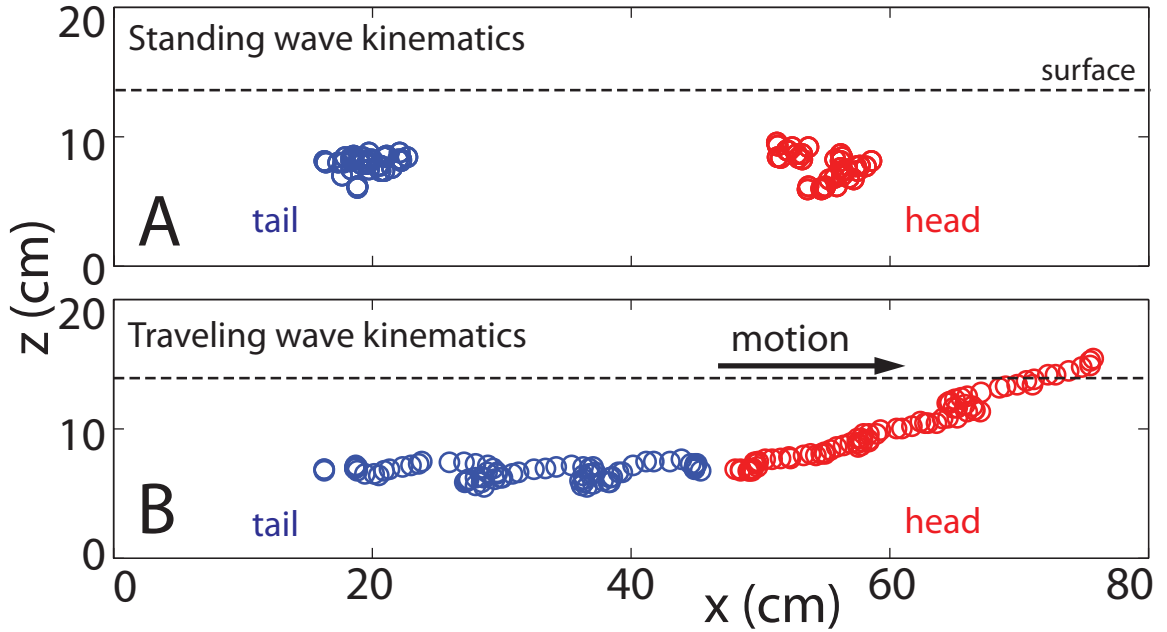 20
Standing wave kinematics
surface
10
A
tail
head
0
z (cm)
20
Traveling wave kinematics
motion
10
B
tail
head
0
0
20
40
60
80
x (cm)